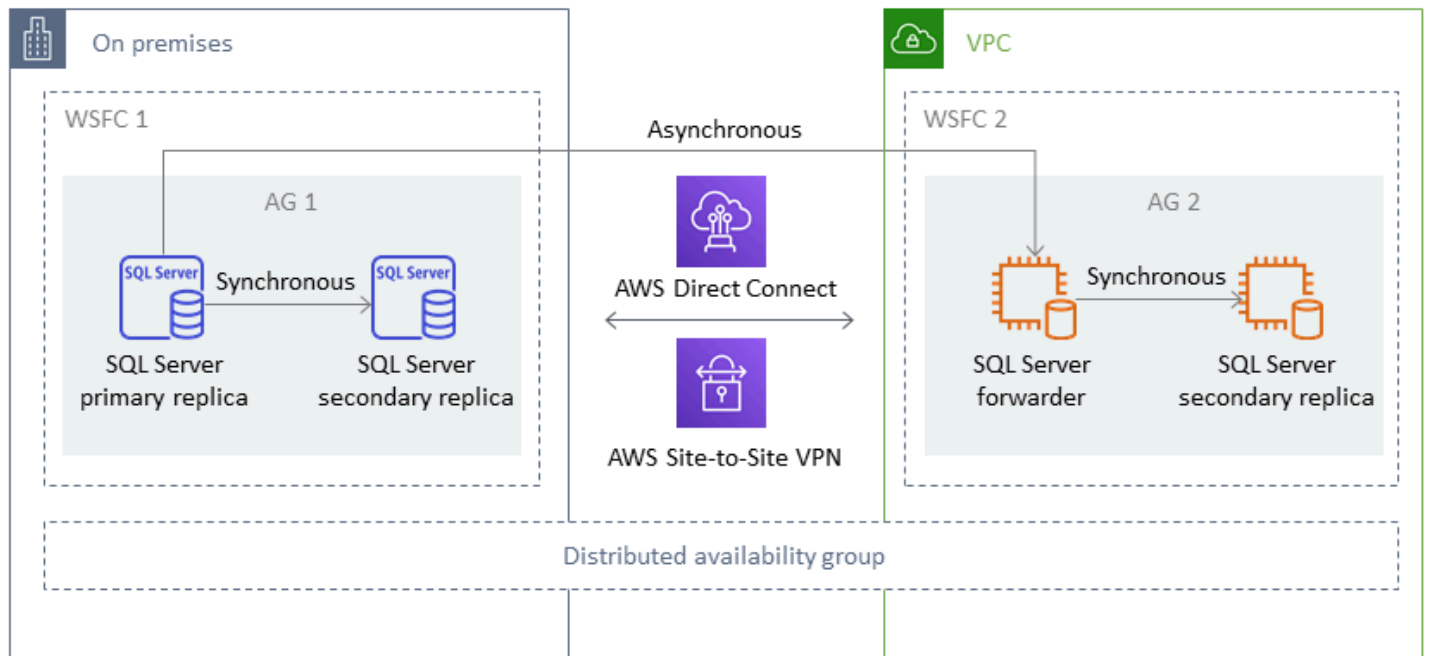 On premises
VPC
WSFC 1
WSFC 2
Asynchronous
AG 1
AG 2
SQL Server
Synchronous
SQL Server
Synchronous
AWS Direct Connect
SQL Server
primary replica
SQL Server
secondary replica
SQL Server
forwarder
SQL Server
secondary replica
AWS Site-to-Site VPN
Distributed availability group